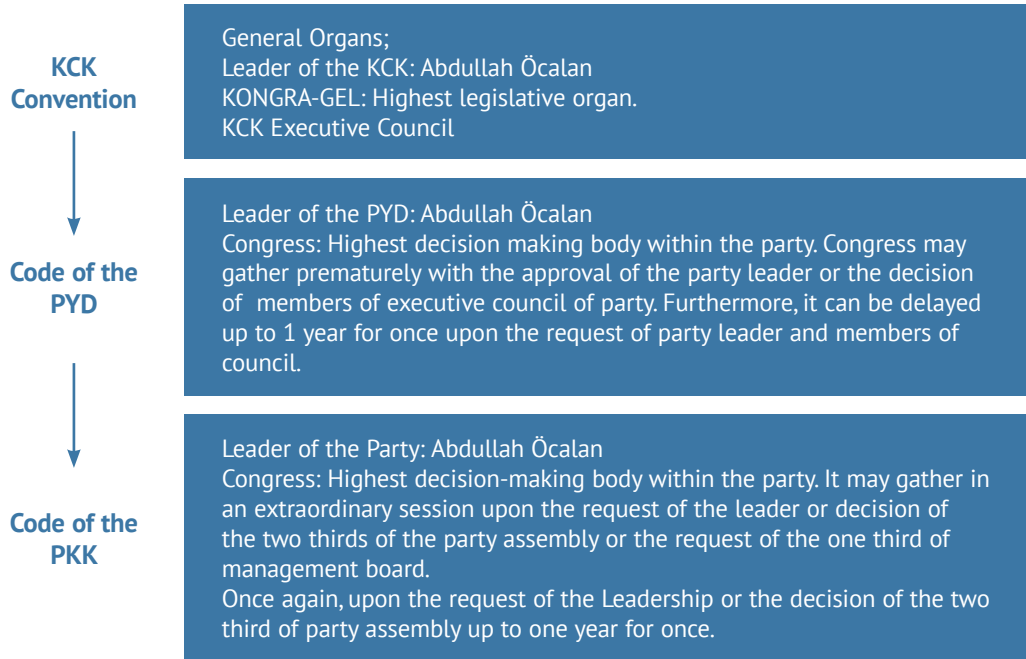 KCK
Convention
General Organs;
Leader of the KCK: Abdullah Öcalan
KONGRA-GEL: Highest legislative organ.
KCK Executive Council
Code of the
PYD
Leader of the PYD: Abdullah Öcalan
Congress: Highest decision making body within the party. Congress may
gather prematurely with the approval of the party leader or the decision
of members of executive council of party. Furthermore, it can be delayed
up to 1 year for once upon the request of party leader and members of
council.
Code of the
PKK
Leader of the Party: Abdullah Öcalan
Congress: Highest decision-making body within the party. It may gather in
an extraordinary session upon the request of the leader or decision of
the two thirds of the party assembly or the request of the one third of
management board.
Once again, upon the request of the Leadership or the decision of the two
third of party assembly up to one year for once.